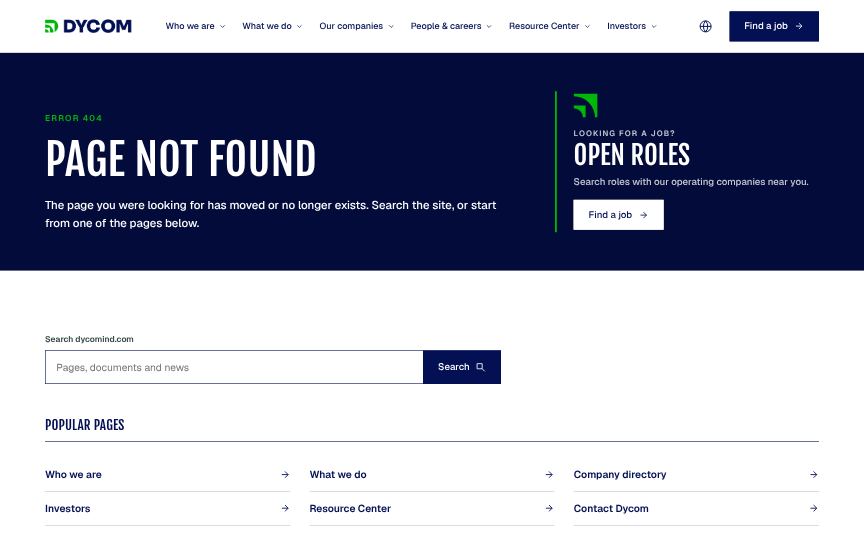 DYCOM
Who we are
What we do
Our companies
People & careers
Resource Center
Investors
Find a job
ERROR 404
PAGE NOT FOUND
The page you were looking for has moved or no longer exists. Search the site, or start
from one of the pages below.
LOOKING FOR A JOB?
OPEN ROLES
Search roles with our operating companies near you.
Find a job
Search dycomind.com
Pages, documents and news
Search
POPULAR PAGES
Who we are
What we do
Company directory
Investors
Resource Center
Contact Dycom